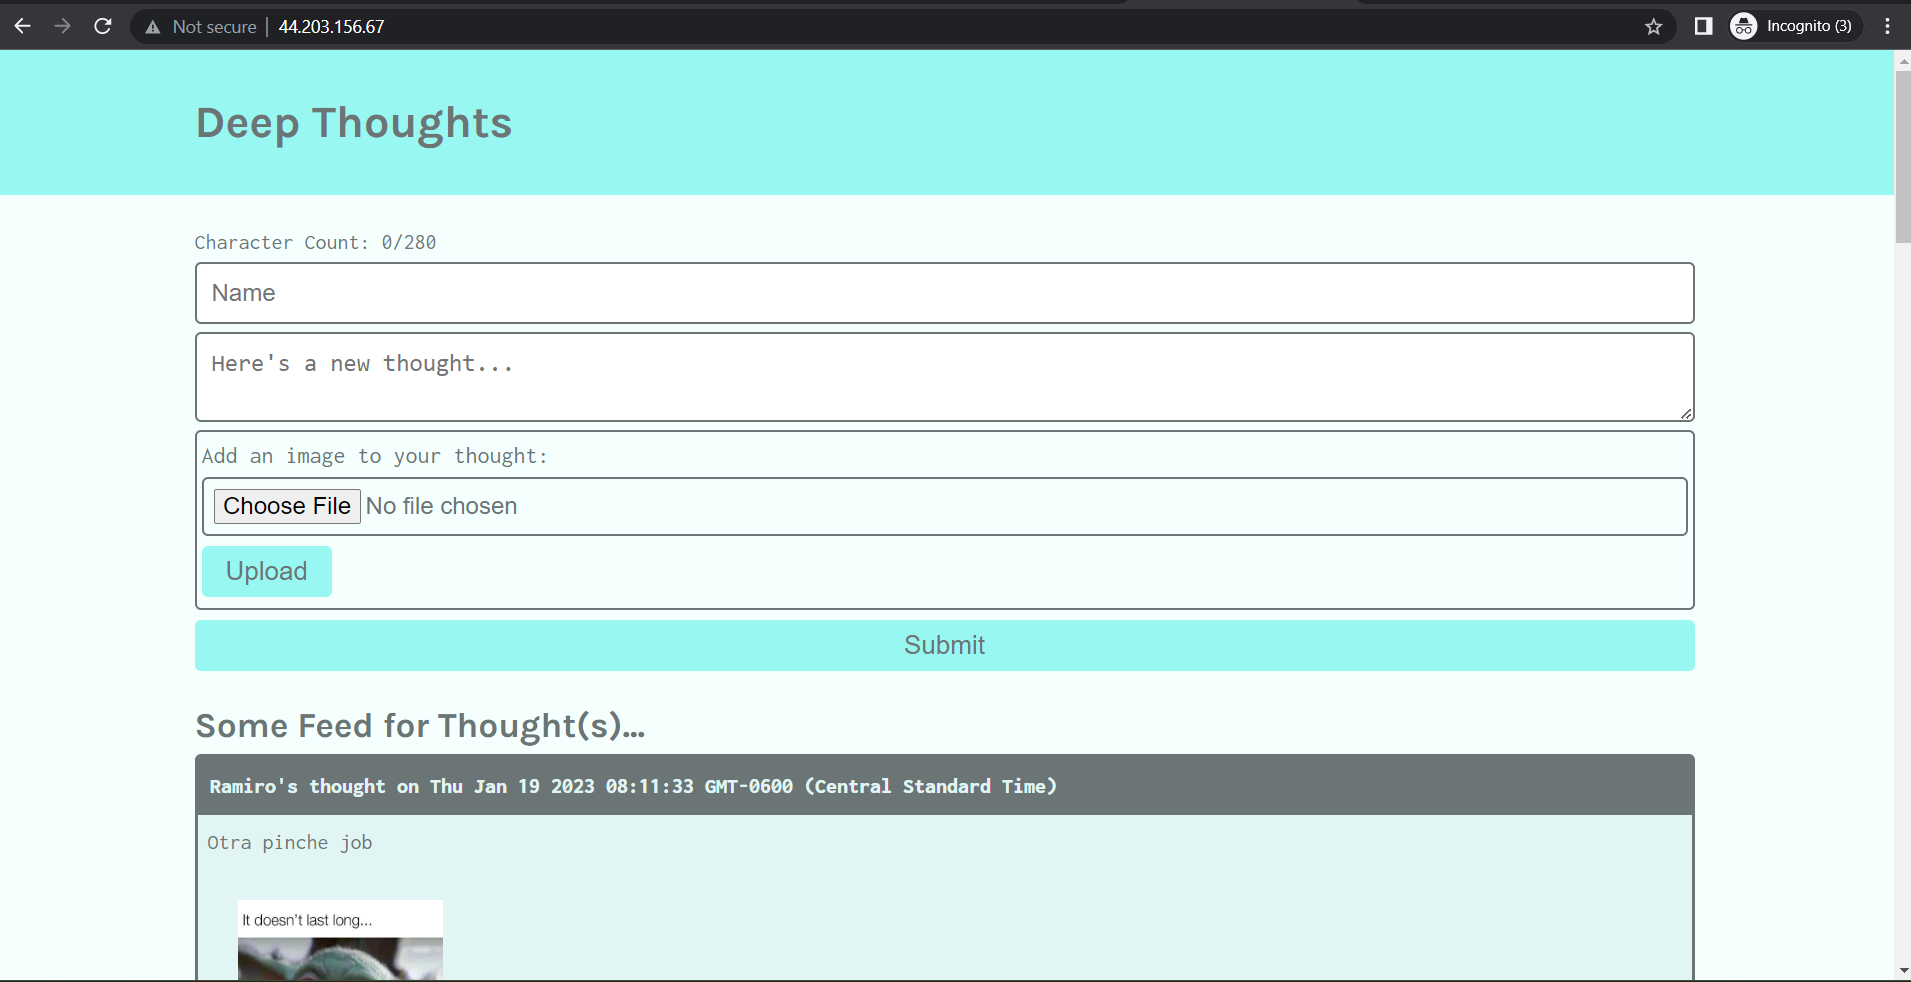 Not secure | 44.203.156.67
Incognito (3)
Deep Thoughts
Character Count: 0/280
Name
Here's a new thought...
Add an image to your thought:
Choose File No file chosen
Upload
Submit
Some Feed for Thought(s)...
Ramiro's thought on Thu Jan 19 2023 08:11:33 GMT-0600 (Central Standard Time)
Otra pinche job
It doesn't last long...